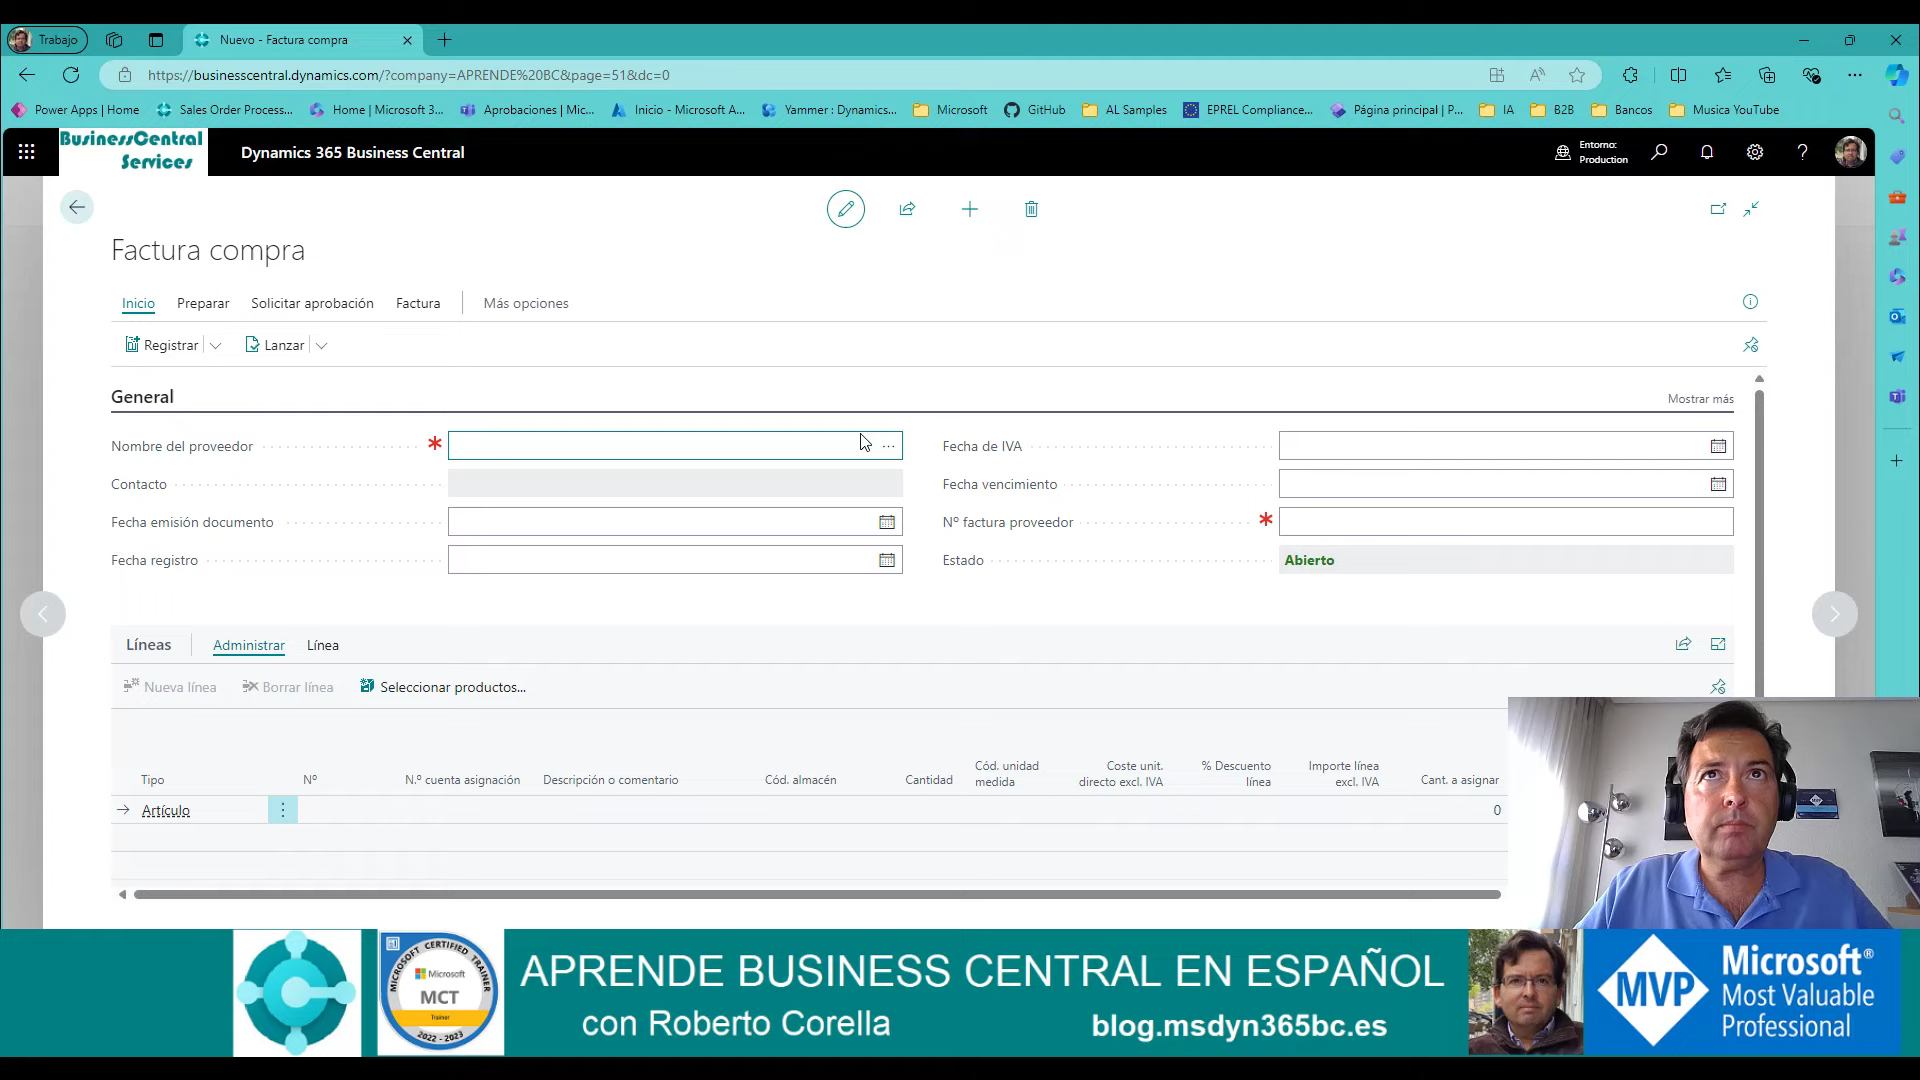 Trabajo
Nuevo - Factura compra
https://businesscentral.dynamics.com/?company=APRENDE%20BC&page=51&dc=0
Power Apps | Home
Sales Order Process...
Home | Microsoft 3...
Aprobaciones | Mic...
Inicio - Microsoft A...
Yammer : Dynamics...
Microsoft
GitHub
AL Samples
EPREL Compliance...
Página principal | P...
IA
B2B
Bancos
Musica YouTube
BusinessCentral
Services
Dynamics 365 Business Central
Entorno:
Production
Factura compra
Inicio
Preparar
Solicitar aprobación
Factura
Más opciones
Registrar
Lanzar
General
Mostrar más
Nombre del proveedor
Fecha de IVA
Contacto
Fecha vencimiento
Fecha emisión documento
Nº factura proveedor
Fecha registro
Estado
Abierto
Líneas
Administrar
Línea
Nueva línea
Borrar línea
Seleccionar productos...
Tipo
Nº
N.º cuenta asignación
Descripción o comentario
Cód. almacén
Cantidad
Cód. unidad
medida
Coste unit.
directo excl. IVA
% Descuento
línea
Importe línea
excl. IVA
Cant. a asignar
Artículo
0
MICROSOFT CERTIFIED TRAINER
Microsoft
MCT
Trainer
2022 - 2023
APRENDE BUSINESS CENTRAL EN ESPAÑOL
con Roberto Corella
blog.msdyn365bc.es
MVP
Microsoft®
Most Valuable
Professional